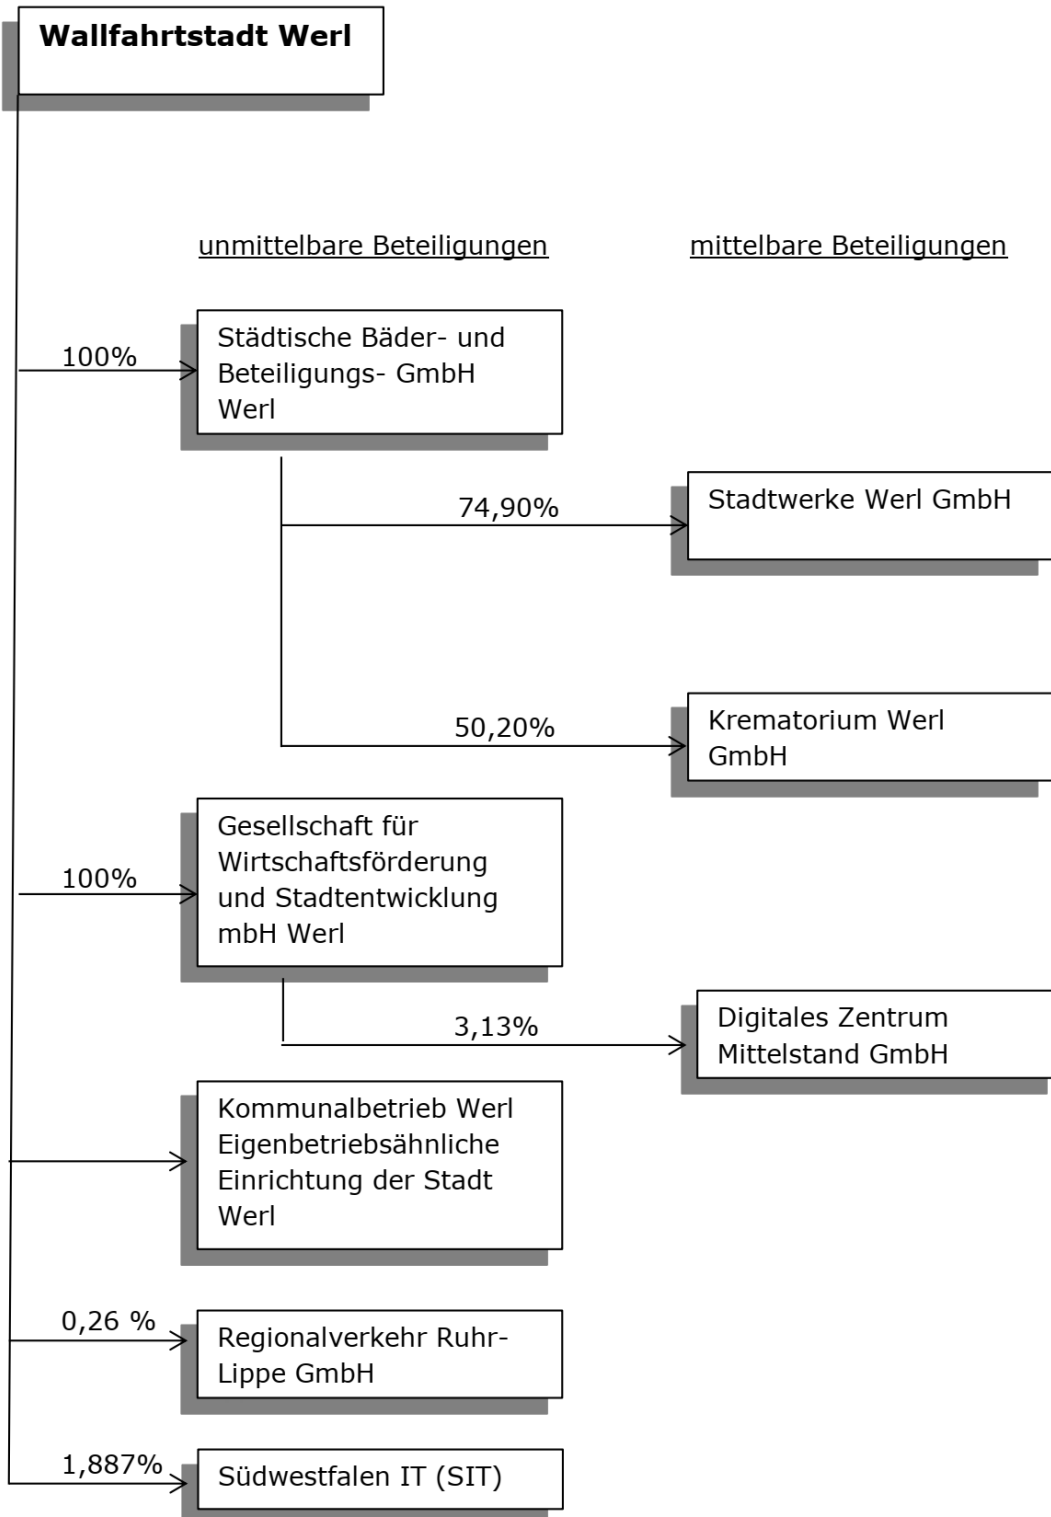 Wallfahrtstadt Werl
unmittelbare Beteiligungen
mittelbare Beteiligungen
100%
Städtische Bäder- und
Beteiligungs- GmbH
Werl
74,90%
Stadtwerke Werl GmbH
50,20%
Krematorium Werl
GmbH
100%
Gesellschaft für
Wirtschaftsförderung
und Stadtentwicklung
mbH Werl
3,13%
Digitales Zentrum
Mittelstand GmbH
Kommunalbetrieb Werl
Eigenbetriebsähnliche
Einrichtung der Stadt
Werl
0,26 %
Regionalverkehr Ruhr-
Lippe GmbH
1,887%
Südwestfalen IT (SIT)